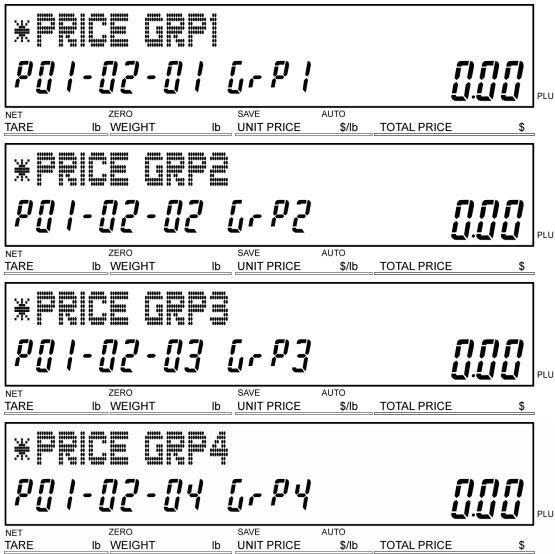 *PRICE GRP1
P01-02-01 GrP1 0.00
PLU
NET ZERO SAVE AUTO
TARE lb WEIGHT lb UNIT PRICE $/lb TOTAL PRICE $
*PRICE GRP2
P01-02-02 GrP2 0.00
PLU
NET ZERO SAVE AUTO
TARE lb WEIGHT lb UNIT PRICE $/lb TOTAL PRICE $
*PRICE GRP3
P01-02-03 GrP3 0.00
PLU
NET ZERO SAVE AUTO
TARE lb WEIGHT lb UNIT PRICE $/lb TOTAL PRICE $
*PRICE GRP4
P01-02-04 GrP4 0.00
PLU
NET ZERO SAVE AUTO
TARE lb WEIGHT lb UNIT PRICE $/lb TOTAL PRICE $